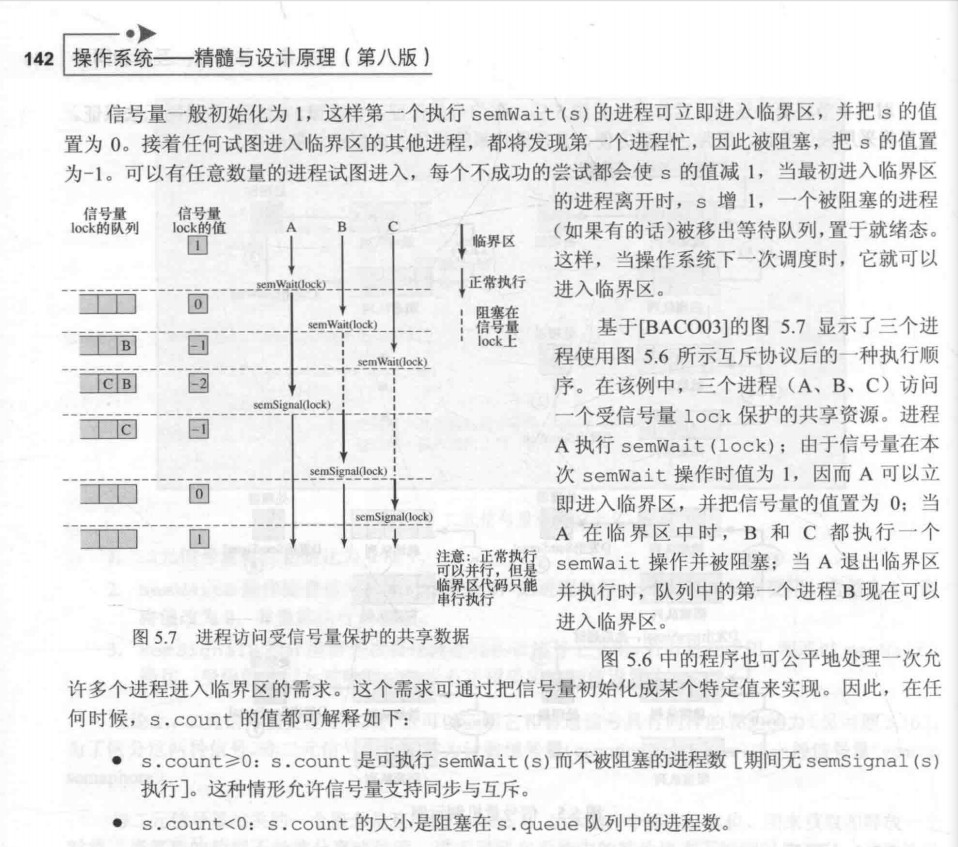 142 操作系统——精髓与设计原理（第八版）
信号量一般初始化为 1，这样第一个执行 semWait(s)的进程可立即进入临界区，并把 s 的值
置为 0。接着任何试图进入临界区的其他进程，都将发现第一个进程忙，因此被阻塞，把 s 的值置
为-1。可以有任意数量的进程试图进入，每个不成功的尝试都会使 s 的值减 1，当最初进入临界区
的进程离开时，s 增 1，一个被阻塞的进程
（如果有的话）被移出等待队列，置于就绪态。
这样，当操作系统下一次调度时，它就可以
进入临界区。
基于[BACO03]的图 5.7 显示了三个进
程使用图 5.6 所示互斥协议后的一种执行顺
序。在该例中，三个进程（A、B、C）访问
一个受信号量 lock 保护的共享资源。进程
A 执行 semWait(lock)；由于信号量在本
次 semWait 操作时值为 1，因而 A 可以立
即进入临界区，并把信号量的值置为 0；当
A 在临界区中时，B 和 C 都执行一个
semWait 操作并被阻塞；当 A 退出临界区
并执行时，队列中的第一个进程 B 现在可以
进入临界区。
信号量
lock的队列
信号量
lock的值
A B C
1
临界区
正常执行
阻塞在
信号量
lock上
semWait(lock)
0
semWait(lock)
B -1
semWait(lock)
C B -2
semSignal(lock)
C -1
semSignal(lock)
0
semSignal(lock)
1
注意：正常执行
可以并行，但是
临界区代码只能
串行执行
图 5.7 进程访问受信号量保护的共享数据
图 5.6 中的程序也可公平地处理一次允
许多个进程进入临界区的需求。这个需求可通过把信号量初始化成某个特定值来实现。因此，在任
何时候，s.count 的值都可解释如下：
● s.count≥0：s.count 是可执行 semWait(s)而不被阻塞的进程数［期间无 semSignal(s)
执行］。这种情形允许信号量支持同步与互斥。
● s.count<0：s.count 的大小是阻塞在 s.queue 队列中的进程数。